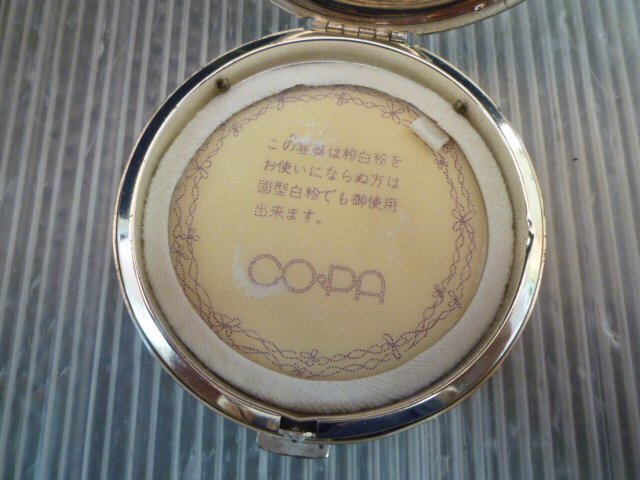 この容器は粉白粉を
お使いにならぬ方は
固型白粉でも御使用
出来ます。
COPA